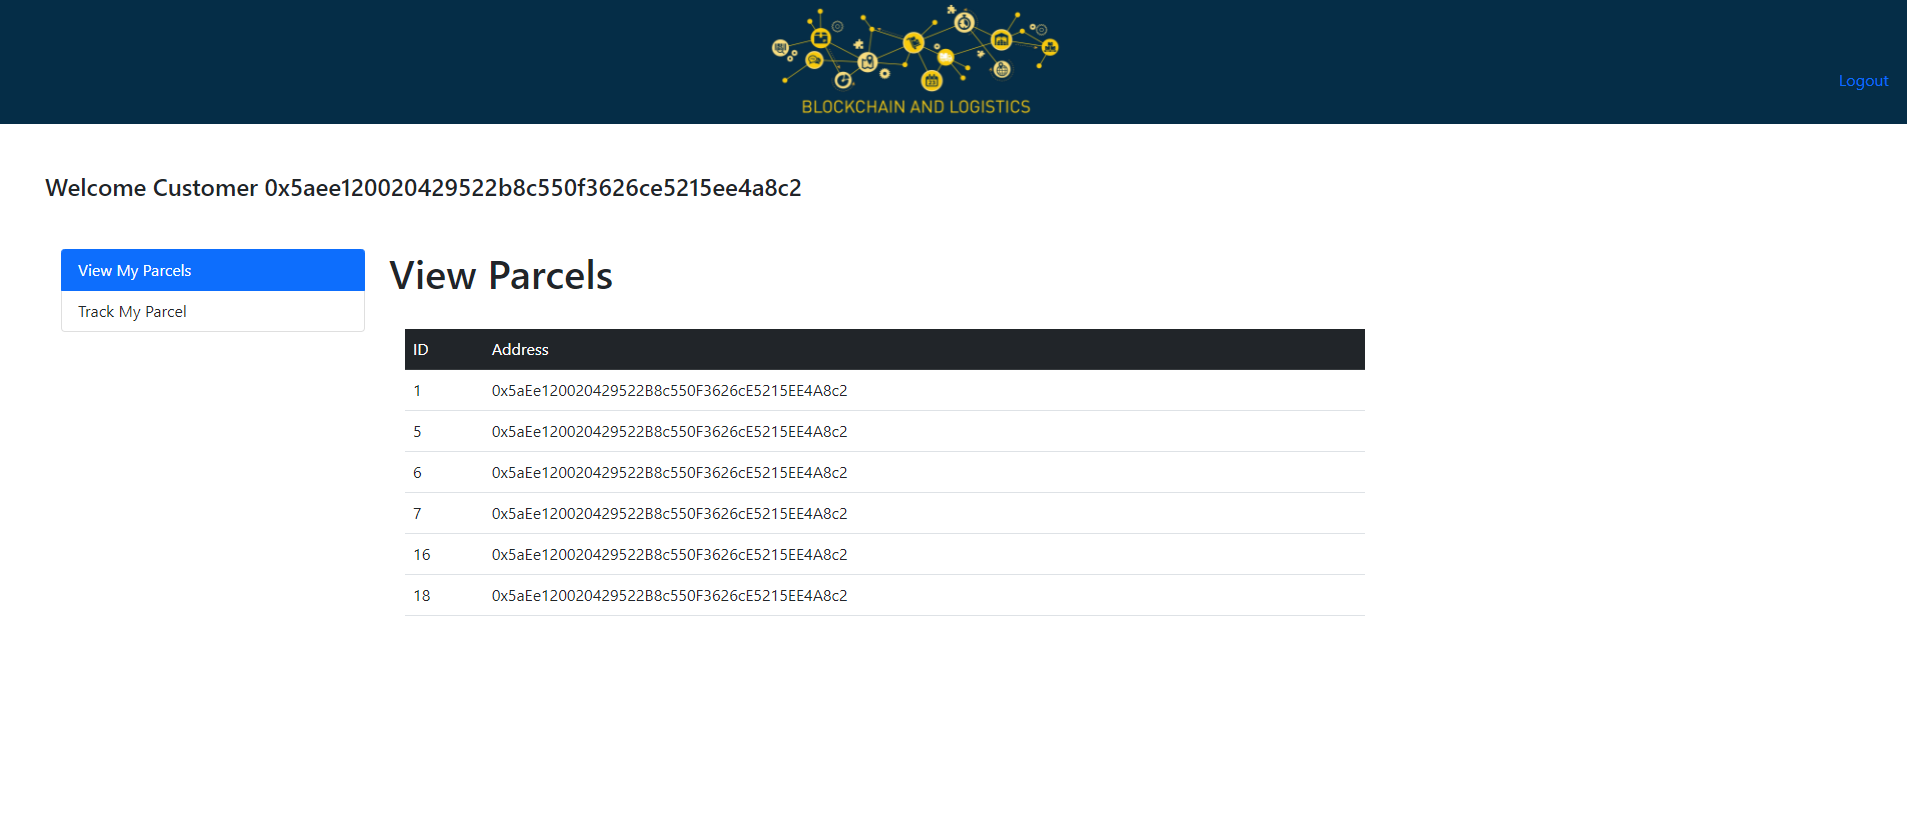 BLOCKCHAIN AND LOGISTICS
Logout
Welcome Customer 0x5aee120020429522b8c550f3626ce5215ee4a8c2
View My Parcels
Track My Parcel
View Parcels
ID Address
1 0x5aEe120020429522B8c550F3626cE5215EE4A8c2
5 0x5aEe120020429522B8c550F3626cE5215EE4A8c2
6 0x5aEe120020429522B8c550F3626cE5215EE4A8c2
7 0x5aEe120020429522B8c550F3626cE5215EE4A8c2
16 0x5aEe120020429522B8c550F3626cE5215EE4A8c2
18 0x5aEe120020429522B8c550F3626cE5215EE4A8c2